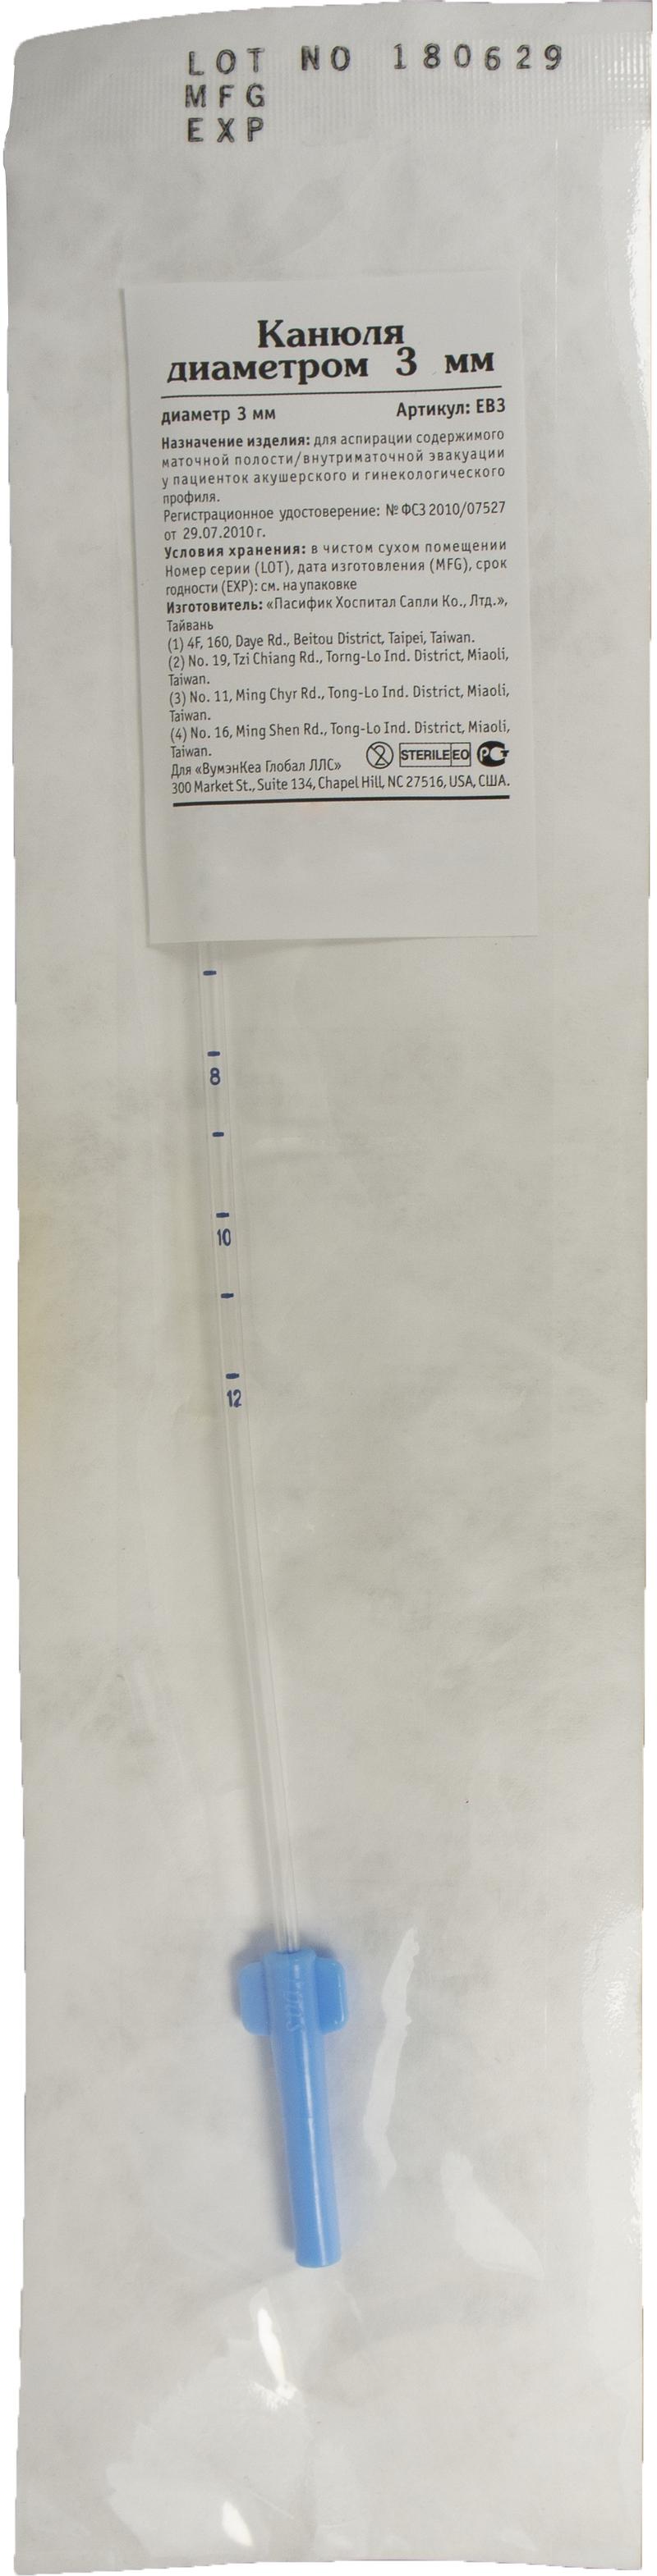 LOT NO 180629
MFG
EXP
Канюля
диаметром 3 мм
диаметр 3 мм Артикул: EB3
Назначение изделия: для аспирации содержимого
маточной полости/внутриматочной эвакуации
у пациенток акушерского и гинекологического
профиля.
Регистрационное удостоверение: № ФСЗ 2010/07527
от 29.07.2010 г.
Условия хранения: в чистом сухом помещении
Номер серии (LOT), дата изготовления (MFG), срок
годности (EXP): см. на упаковке
Изготовитель: «Пасифик Хоспитал Сапли Ко., Лтд.»,
Тайвань
(1) 4F, 160, Daye Rd., Beitou District, Taipei, Taiwan.
(2) No. 19, Tzi Chiang Rd., Torng-Lo Ind. District, Miaoli,
Taiwan.
(3) No. 11, Ming Chyr Rd., Tong-Lo Ind. District, Miaoli,
Taiwan.
(4) No. 16, Ming Shen Rd., Tong-Lo Ind. District, Miaoli,
Taiwan.
Для «ВумэнКеа Глобал ЛЛС» 2 STERILE EO РСТ
300 Market St., Suite 134, Chapel Hill, NC 27516, USA, США.
8
10
12